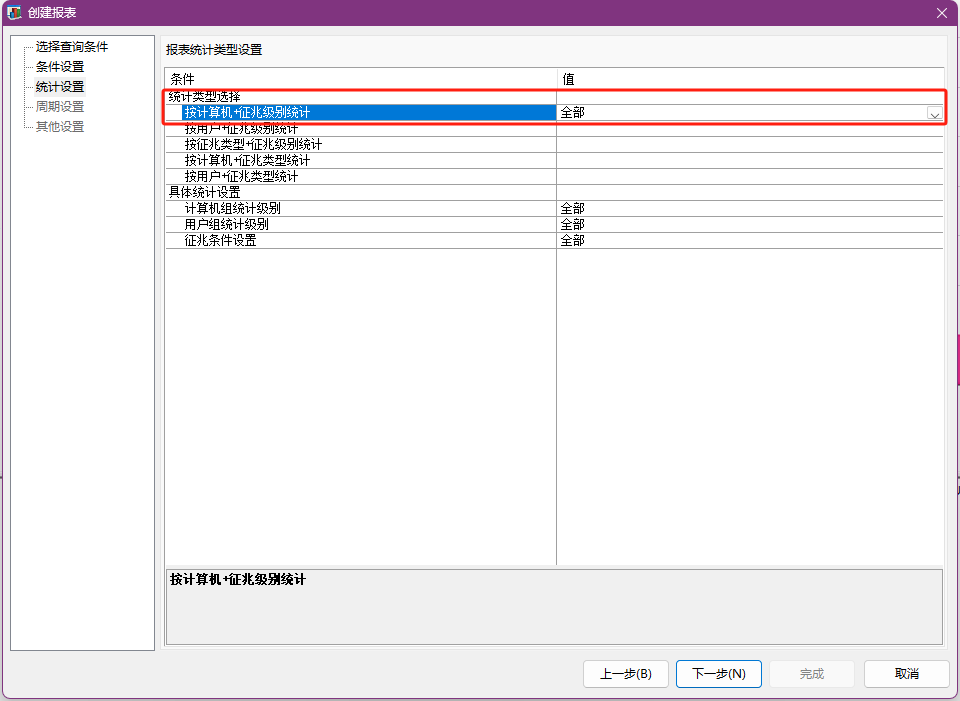 创建报表
选择查询条件
条件设置
统计设置
周期设置
其他设置
报表统计类型设置
条件 值
统计类型选择
按计算机+征兆级别统计 全部
按用户+征兆级别统计
按征兆类型+征兆级别统计
按计算机+征兆类型统计
按用户+征兆类型统计
具体统计设置
计算机组统计级别 全部
用户组统计级别 全部
征兆条件设置 全部
按计算机+征兆级别统计
上一步(B) 下一步(N) 完成 取消